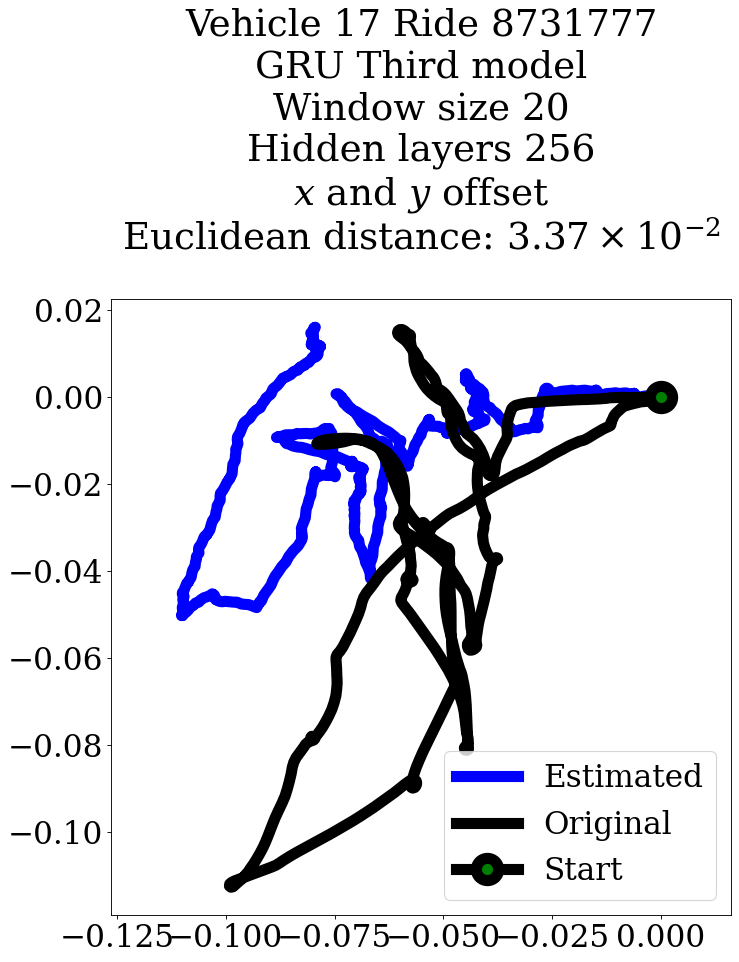 Vehicle 17 Ride 8731777
GRU Third model
Window size 20
Hidden layers 256
x and y offset
Euclidean distance: 3.37 × 10⁻²
0.02
0.00
−0.02
−0.04
−0.06
−0.08
−0.10
Estimated
Original
Start
−0.125 −0.100 −0.075 −0.050 −0.025 0.000